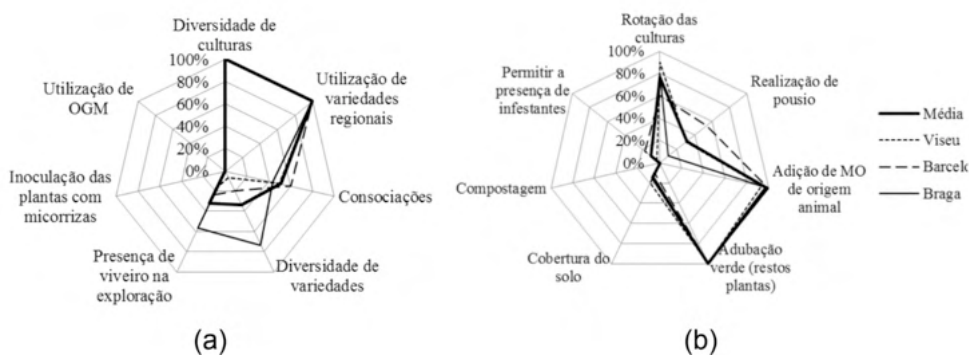 Diversidade de
culturas
100%
80%
60%
40%
20%
0%
Utilização de
variedades
regionais
Consociações
Diversidade de
variedades
Presença de
viveiro na
exploração
Inoculação das
plantas com
micorrizas
Utilização de
OGM
(a)
Rotação das
culturas
100%
80%
60%
40%
20%
0%
Realização de
pousio
Adição de MO
de origem
animal
Adubação
verde (restos
plantas)
Cobertura do
solo
Compostagem
Permitir a
presença de
infestantes
(b)
Média
Viseu
Barcelo
Braga